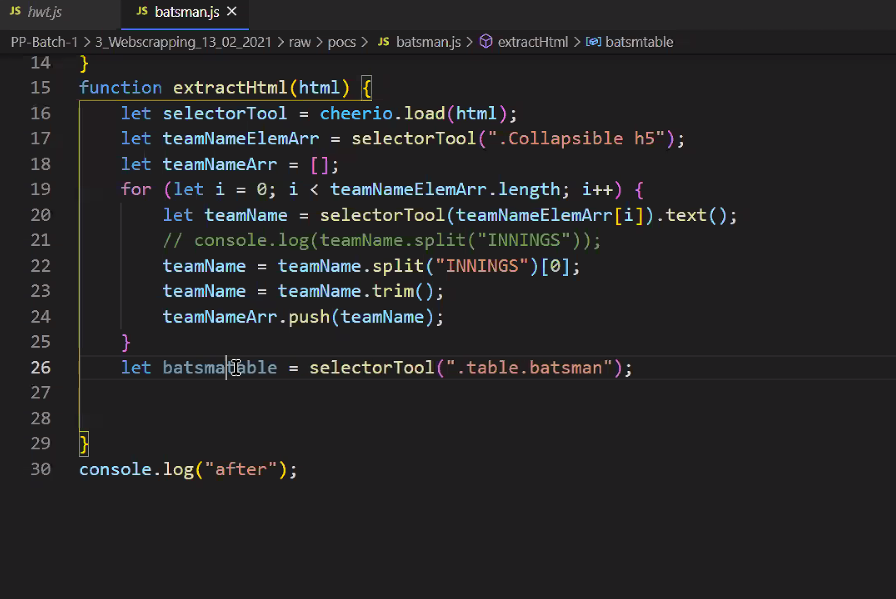 JS hwt.js
JS batsman.js ×
PP-Batch-1 > 3_Webscrapping_13_02_2021 > raw > pocs > JS batsman.js > extractHtml > batsmtable
14 }
15 function extractHtml(html) {
16 let selectorTool = cheerio.load(html);
17 let teamNameElemArr = selectorTool(".Collapsible h5");
18 let teamNameArr = [];
19 for (let i = 0; i < teamNameElemArr.length; i++) {
20 let teamName = selectorTool(teamNameElemArr[i]).text();
21 // console.log(teamName.split("INNINGS"));
22 teamName = teamName.split("INNINGS")[0];
23 teamName = teamName.trim();
24 teamNameArr.push(teamName);
25 }
26 let batsmatable = selectorTool(".table.batsman");
27
28
29 }
30 console.log("after");